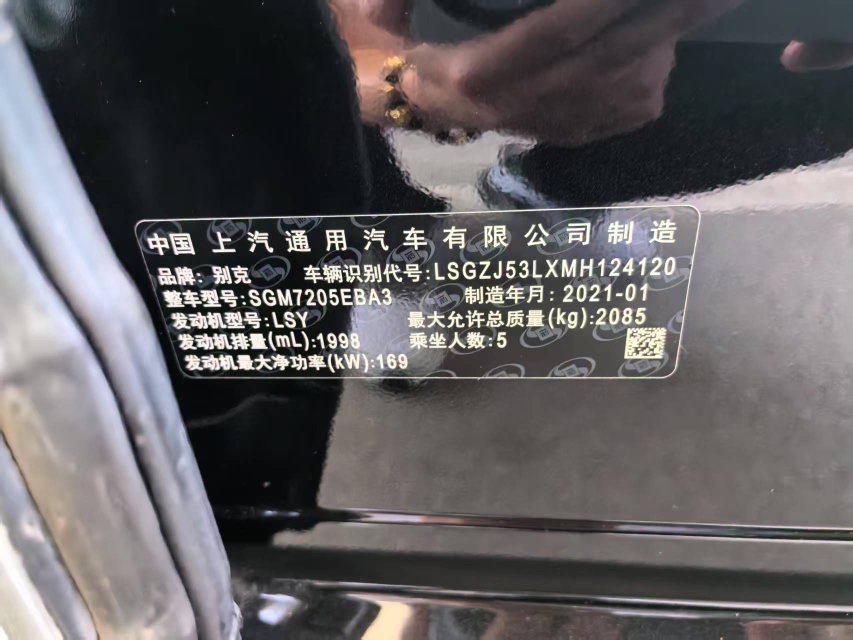 中国 上汽通用汽车有限公司制造
品牌: 别克 车辆识别代号:LSGZJ53LXMH124120
整车型号:SGM7205EBA3 制造年月: 2021-01
发动机型号:LSY 最大允许总质量(kg):2085
发动机排量(mL):1998 乘坐人数:5
发动机最大净功率(kW):169